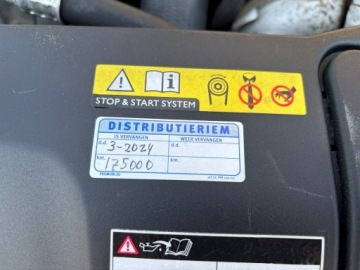 STOP & START SYSTEM
DISTRIBUTIERIEM
IS VERVANGEN WEER VERVANGEN
d.d. 3-2024 d.d.
km. 175000 km.